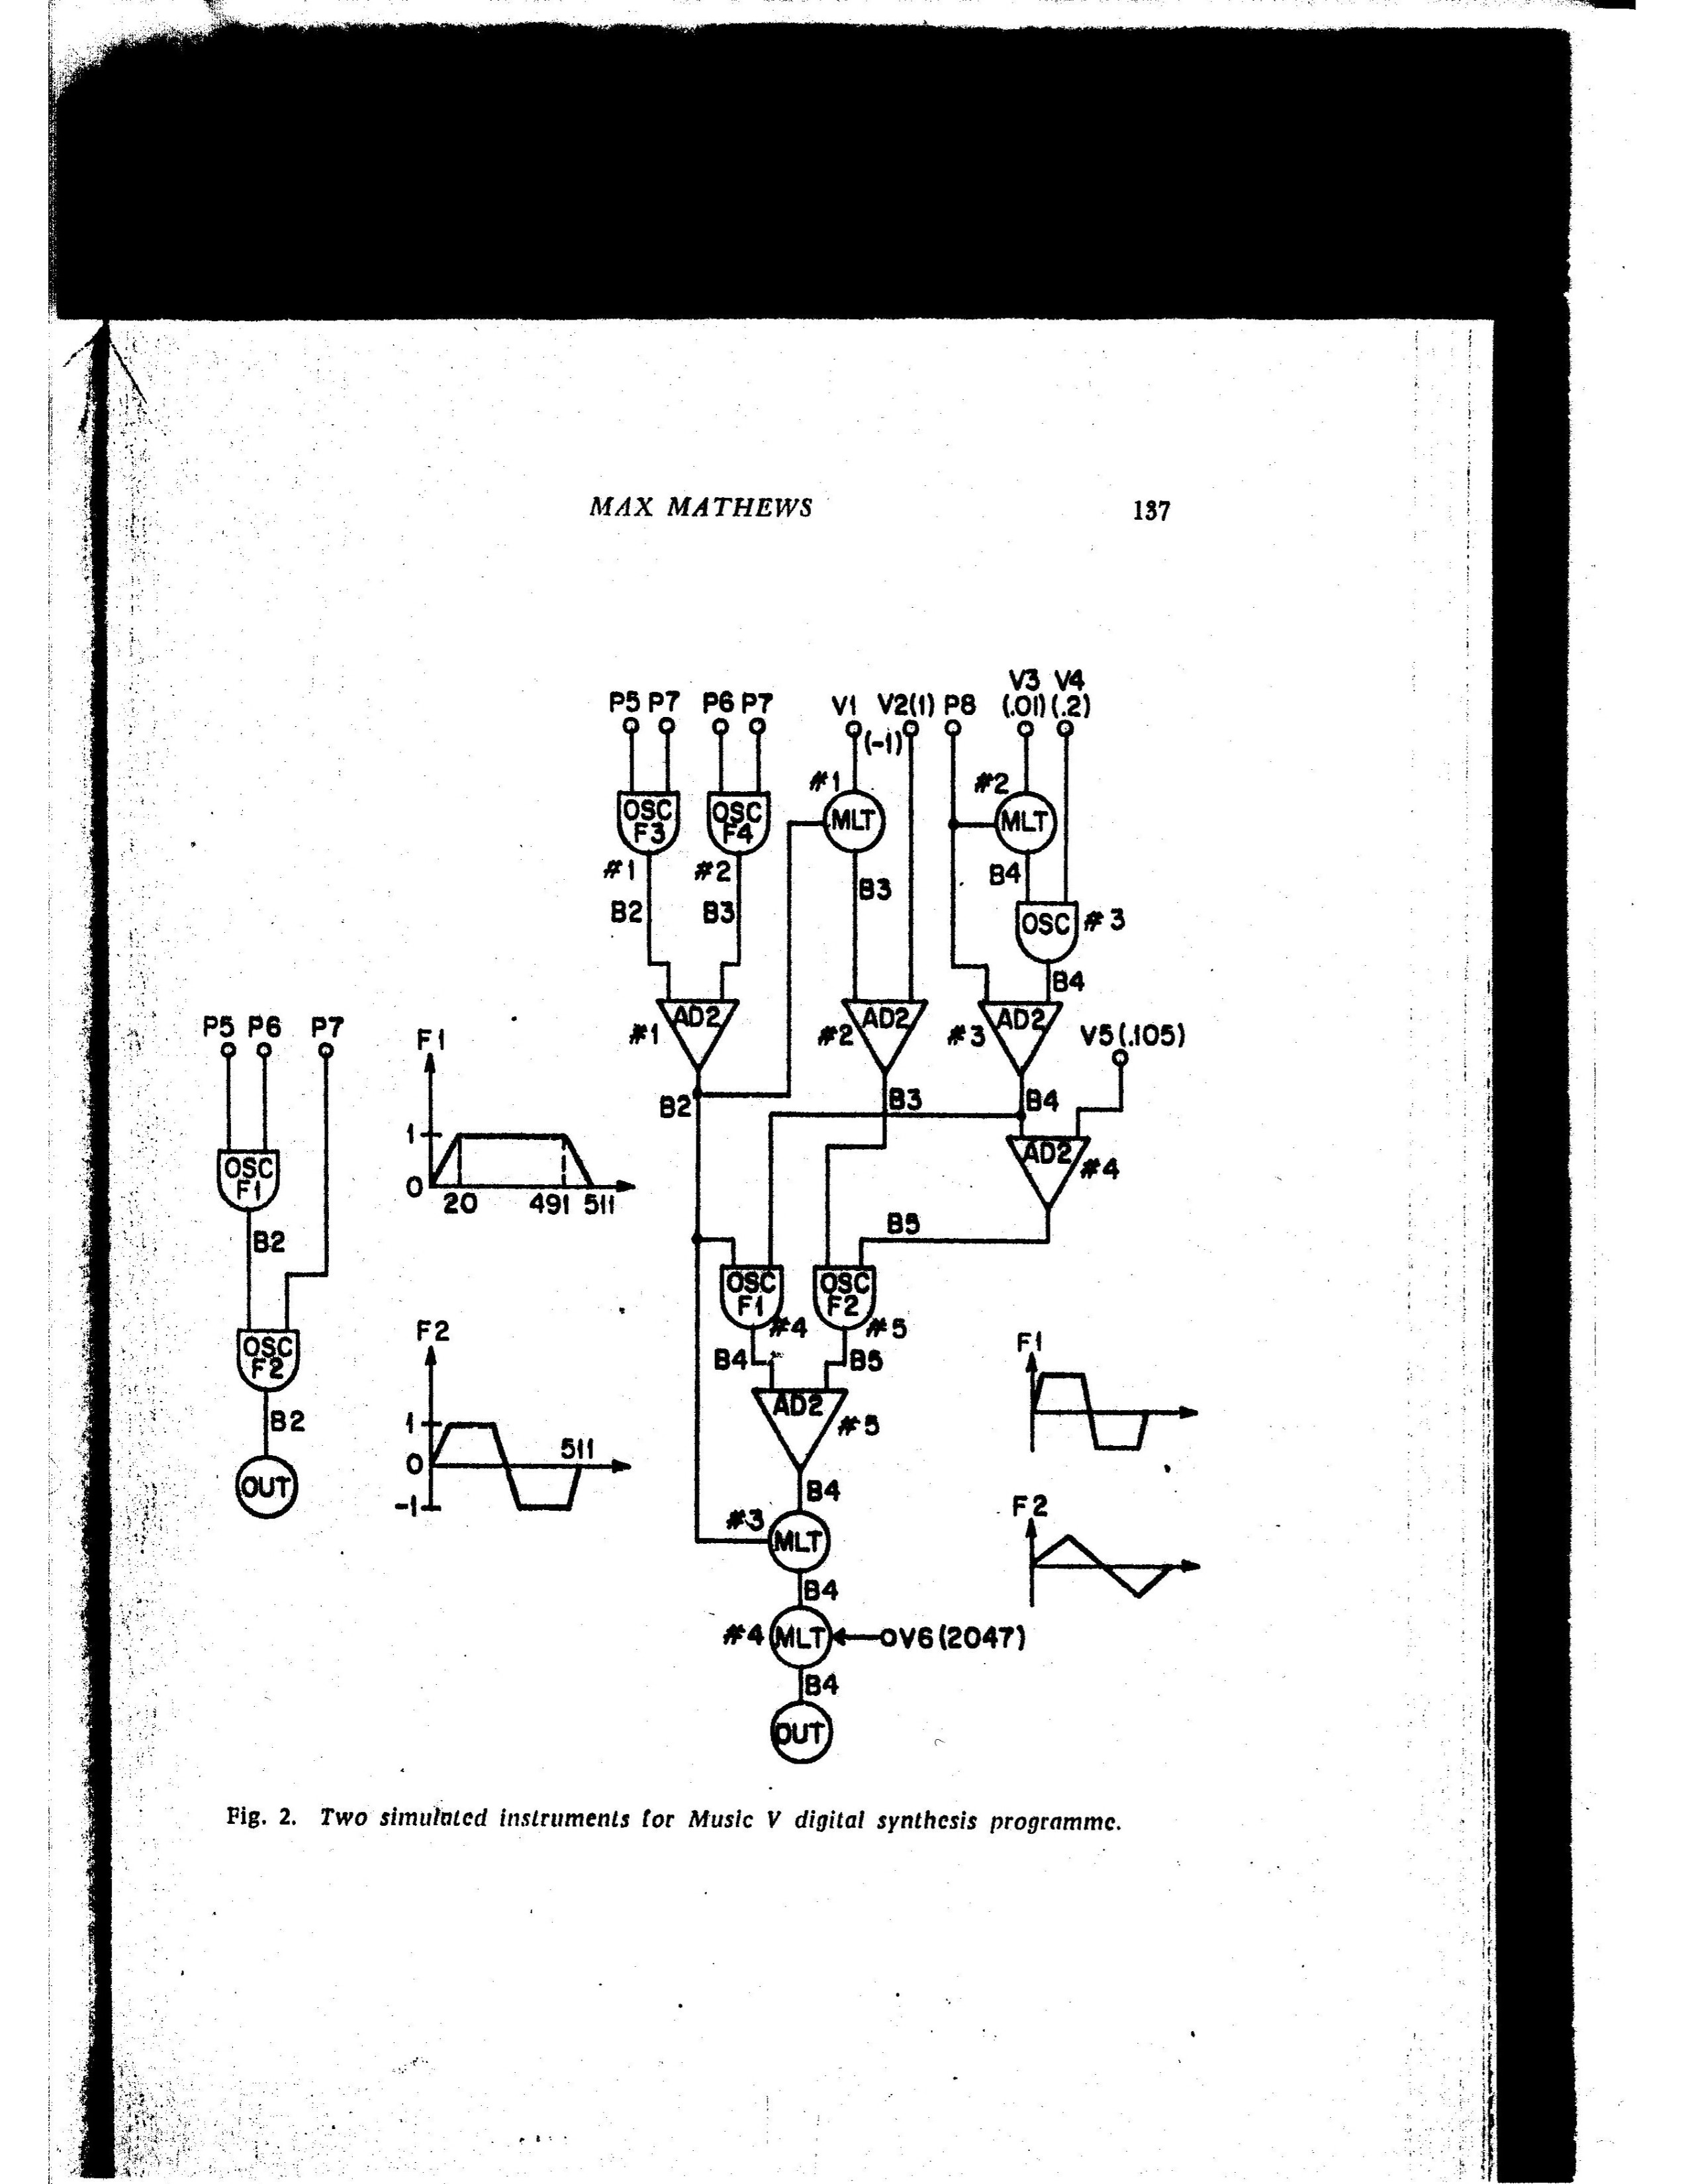 MAX MATHEWS 137
V3 V4
P5 P7 P6 P7 V1 V2(1) P8 (.01) (.2)
(-1)
#1 #2
OSC F3 OSC F4 MLT MLT
#1 #2 B3 B4
B2 B3 OSC #3
B4
AD2 AD2 AD2
#1 #2 #3 V5(.105)
P5 P6 P7 F1
B2 B3 B4
1
AD2 #4
OSC F1
0 20 491 511
B5
B2
OSC F1 OSC F2
#4 #5
F2 F1
OSC F2 B4 B5
AD2
#5
1
B2
511
0
OUT B4
-1 #3 F2
MLT
B4
#4 MLT V6(2047)
B4
OUT
Fig. 2. Two simulated instruments for Music V digital synthesis programme.